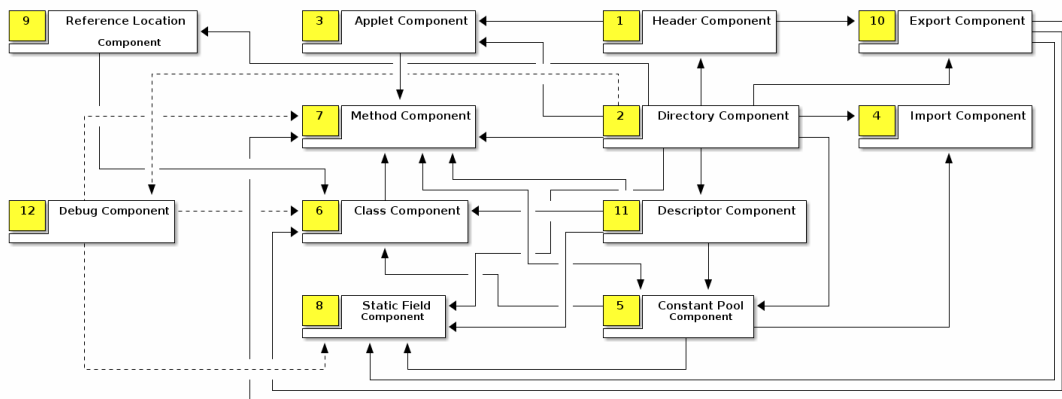 9 Reference Location
Component
3 Applet Component
1 Header Component
10 Export Component
7 Method Component
2 Directory Component
4 Import Component
12 Debug Component
6 Class Component
11 Descriptor Component
8 Static Field
Component
5 Constant Pool
Component